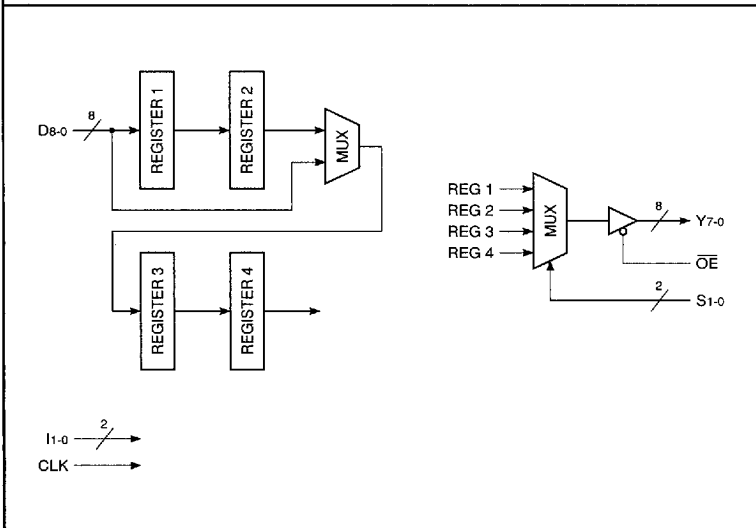 D8-0
8
REGISTER 1
REGISTER 2
MUX
REG 1
REG 2
REG 3
REG 4
MUX
8
Y7-0
OE
2
S1-0
REGISTER 3
REGISTER 4
I1-0
2
CLK